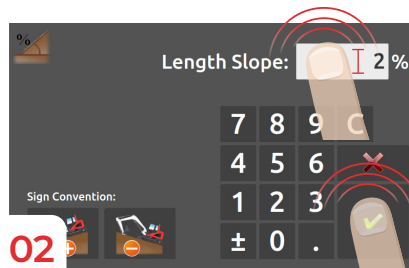 %
Length Slope: 2 %
7 8 9 C
4 5 6
1 2 3
± 0 .
Sign Convention:
+ −
02